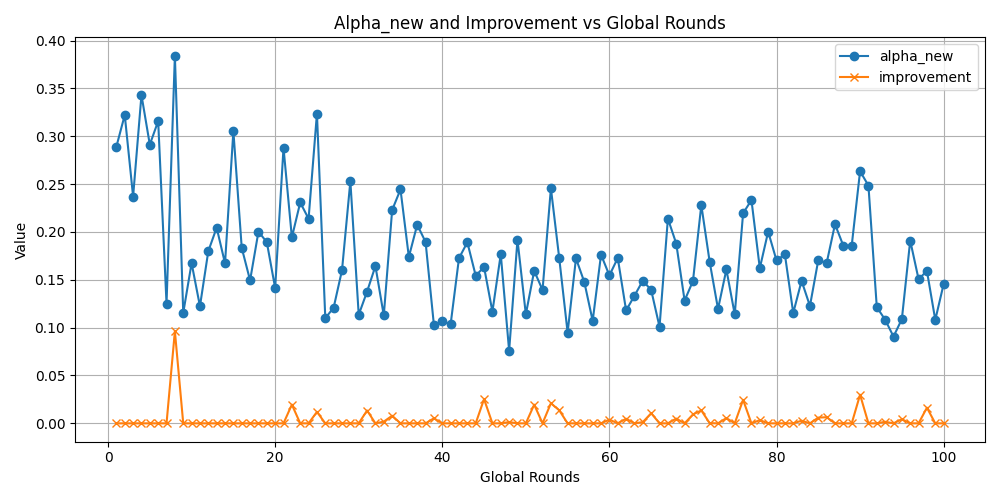 Alpha_new and Improvement vs Global Rounds
alpha_new
improvement
Value
0.40
0.35
0.30
0.25
0.20
0.15
0.10
0.05
0.00
0 20 40 60 80 100
Global Rounds